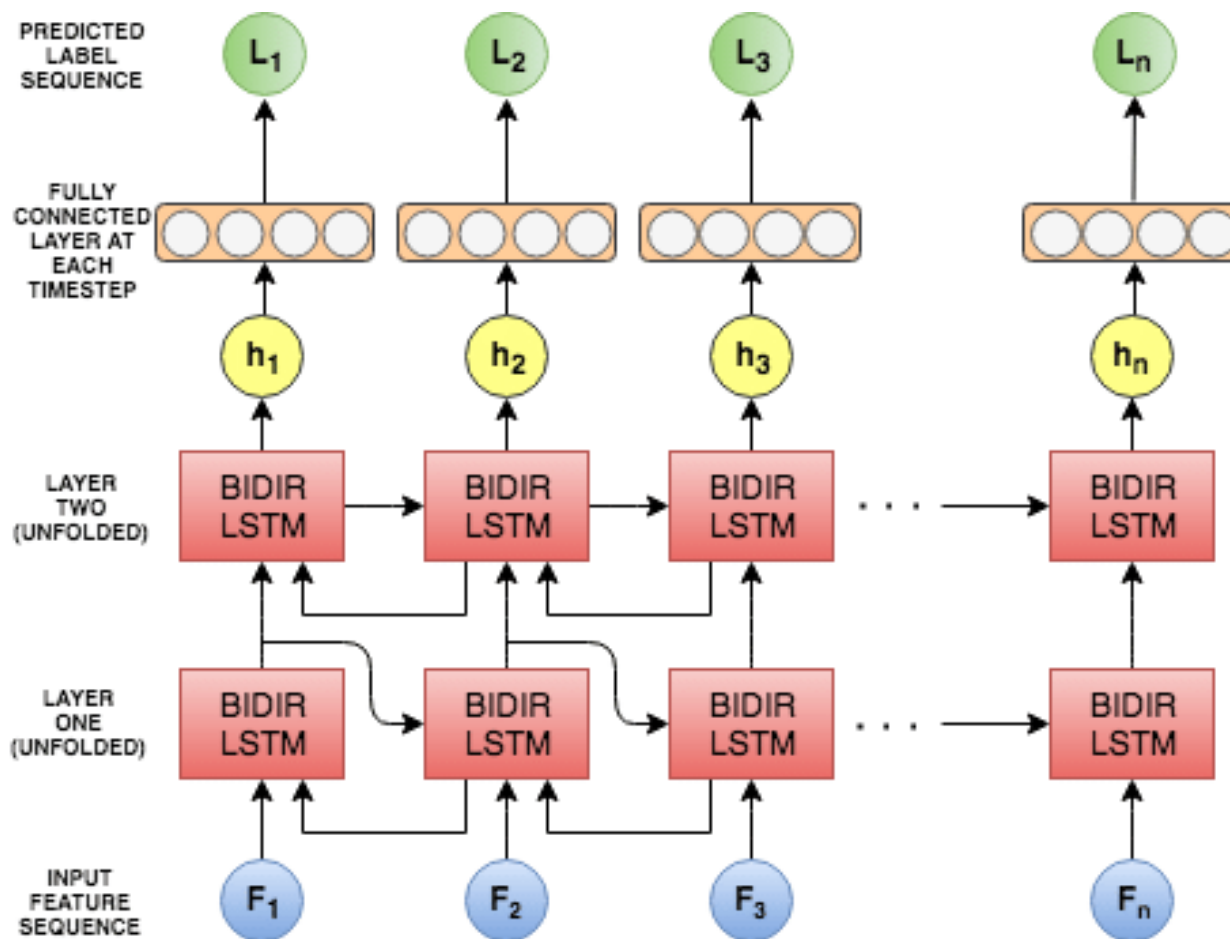 PREDICTED
LABEL
SEQUENCE
L1
L2
L3
Ln
FULLY
CONNECTED
LAYER AT
EACH
TIMESTEP
h1
h2
h3
hn
LAYER
TWO
(UNFOLDED)
BIDIR
LSTM
BIDIR
LSTM
BIDIR
LSTM
. . .
BIDIR
LSTM
LAYER
ONE
(UNFOLDED)
BIDIR
LSTM
BIDIR
LSTM
BIDIR
LSTM
. . .
BIDIR
LSTM
INPUT
FEATURE
SEQUENCE
F1
F2
F3
Fn